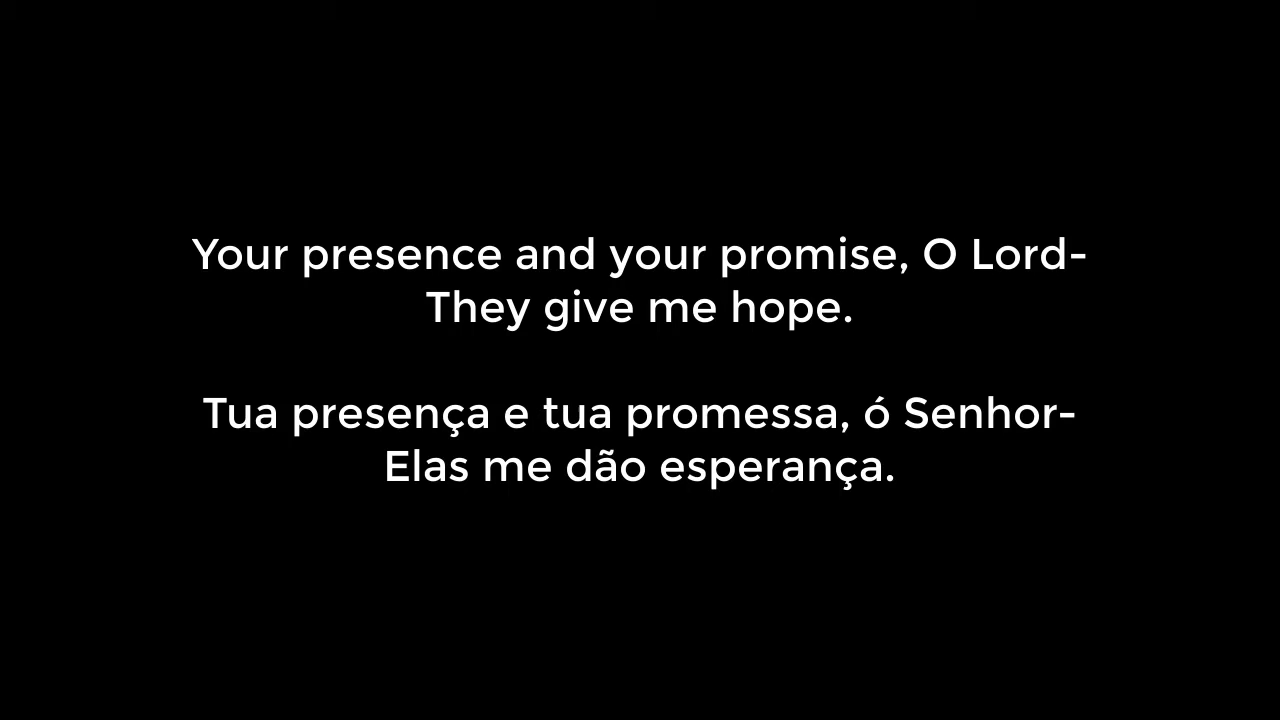 Your presence and your promise, O Lord-
They give me hope.
Tua presença e tua promessa, ó Senhor-
Elas me dão esperança.